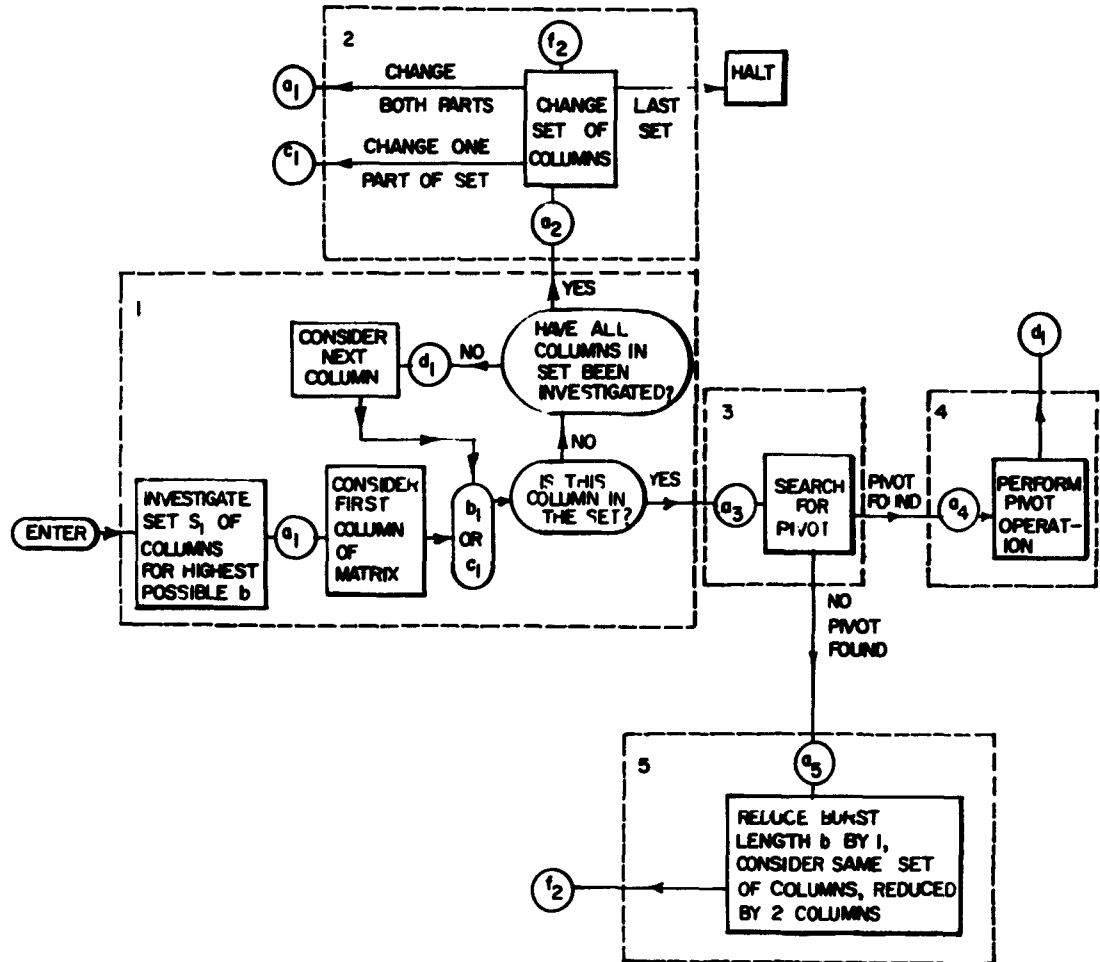 2
f2
HALT
a1
CHANGE
BOTH PARTS
CHANGE
SET OF
COLUMNS
LAST
SET
c1
CHANGE ONE
PART OF SET
a2
YES
1
CONSIDER
NEXT
COLUMN
d1
NO
HAVE ALL
COLUMNS IN
SET BEEN
INVESTIGATED?
NO
ENTER
INVESTIGATE
SET S1 OF
COLUMNS
FOR HIGHEST
POSSIBLE b
a1
CONSIDER
FIRST
COLUMN
OF
MATRIX
b1
OR
c1
IS THIS
COLUMN IN
THE SET?
YES
3
a3
SEARCH
FOR
PIVOT
PIVOT
FOUND
d1
4
a4
PERFORM
PIVOT
OPERAT-
ION
NO
PIVOT
FOUND
5
a5
REDUCE BURST
LENGTH b BY 1,
CONSIDER SAME SET
OF COLUMNS, REDUCED
BY 2 COLUMNS
f2